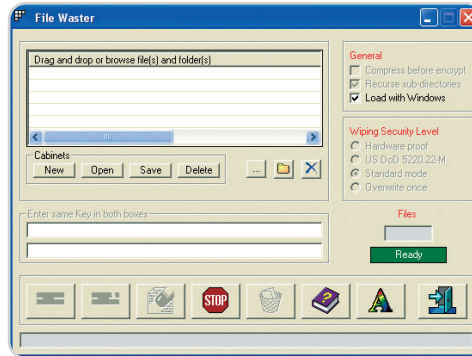 File Waster
Drag and drop or browse file(s) and folder(s)
Cabinets
New Open Save Delete ...
Enter same Key in both boxes
General
Compress before encrypt
Recurse sub-directories
Load with Windows
Wiping Security Level
Hardware proof
US DoD 5220.22-M
Standard mode
Overwrite once
Files
Ready
STOP